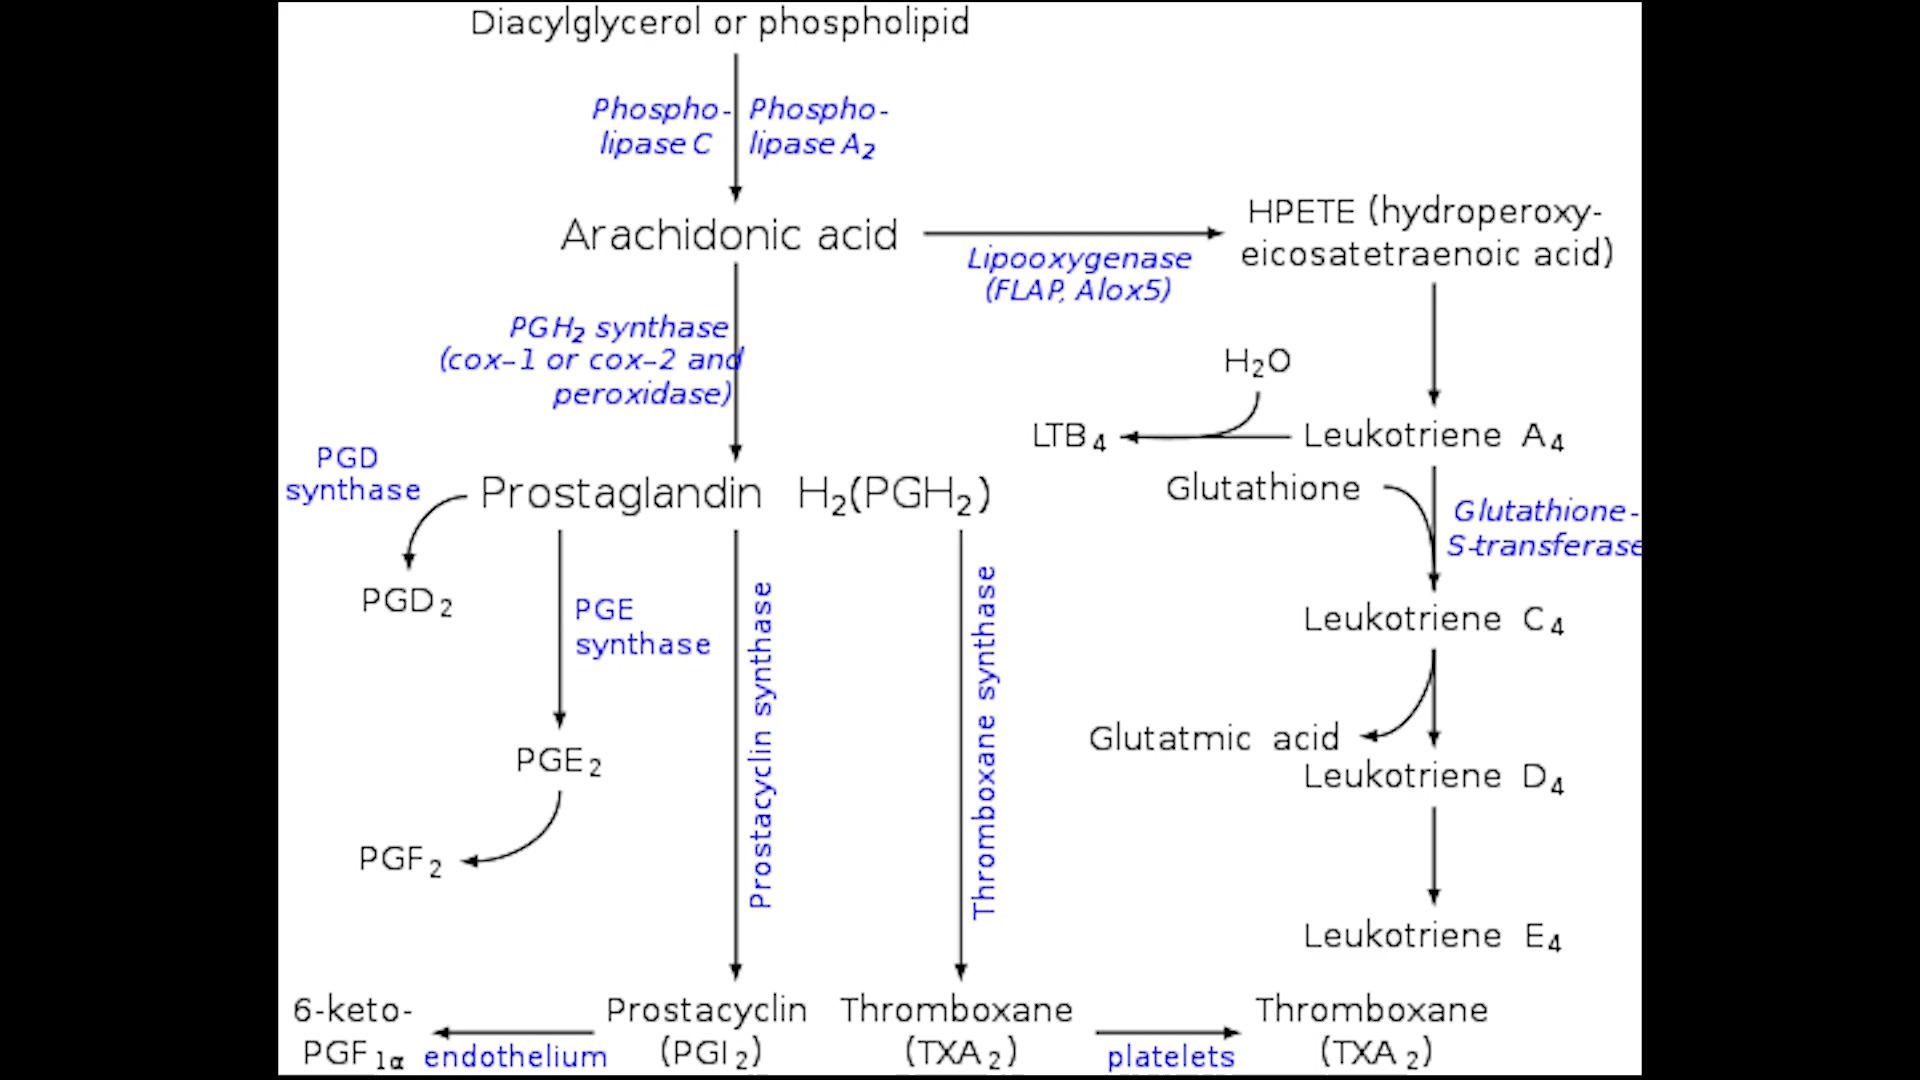 Diacylglycerol or phospholipid
Phospho- Phospho-
lipase C lipase A₂
Arachidonic acid
HPETE (hydroperoxy-
eicosatetraenoic acid)
Lipooxygenase
(FLAP, Alox5)
PGH₂ synthase
(cox-1 or cox-2 and
peroxidase)
H₂O
LTB₄
Leukotriene A₄
PGD
synthase
Prostaglandin H₂(PGH₂)
Glutathione
Glutathione-
S-transferase
PGD₂
PGE
synthase
Prostacyclin synthase
Thromboxane synthase
Leukotriene C₄
Glutatmic acid
Leukotriene D₄
PGE₂
PGF₂
Leukotriene E₄
6-keto-
PGF₁α
endothelium
Prostacyclin
(PGI₂)
Thromboxane
(TXA₂)
platelets
Thromboxane
(TXA₂)